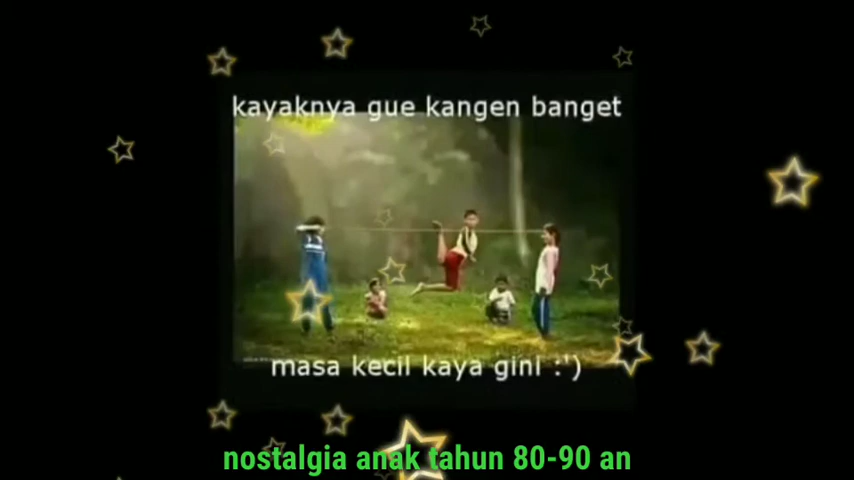 kayaknya gue kangen banget
masa kecil kaya gini :')
nostalgia anak tahun 80-90 an